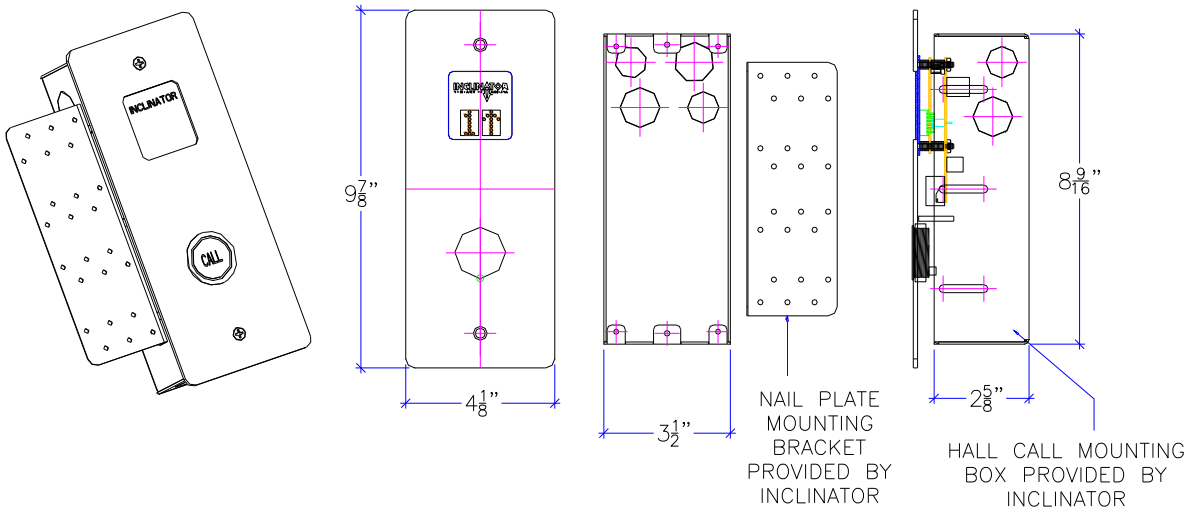 INCLINATOR
CALL
9 7/8"
INCLINATOR
4 1/8"
3 1/2"
NAIL PLATE
MOUNTING
BRACKET
PROVIDED BY
INCLINATOR
8 9/16"
2 5/8"
HALL CALL MOUNTING
BOX PROVIDED BY
INCLINATOR